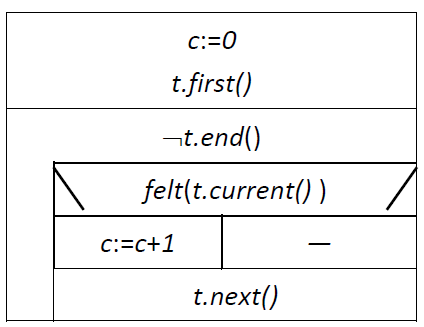 c:=0
t.first()
¬t.end()
felt(t.current() )
c:=c+1 —
t.next()